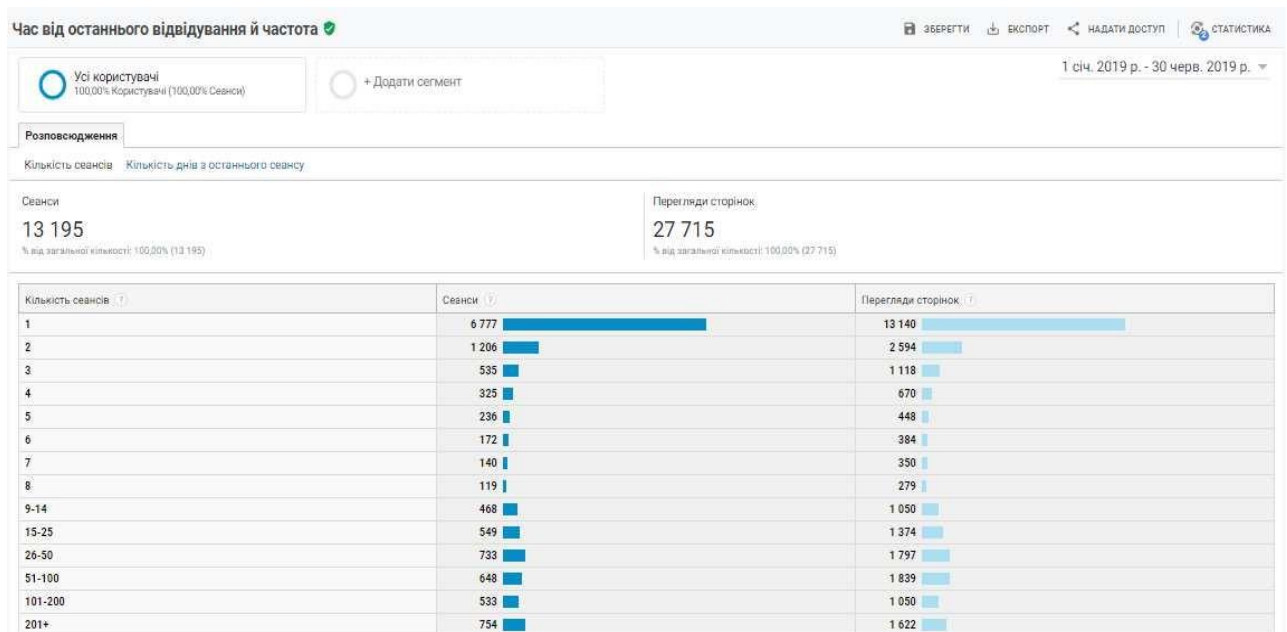 Час від останнього відвідування й частота
ЗБЕРЕГТИ ЕКСПОРТ НАДАТИ ДОСТУП СТАТИСТИКА
Усі користувачі
100,00% Користувачі (100,00% Сеанси)
+ Додати сегмент
1 січ. 2019 р. - 30 черв. 2019 р.
Розповсюдження
Кількість сеансів Кількість днів з останнього сеансу
Сеанси Перегляди сторінок
13 195 27 715
% від загальної кількості: 100,00% (13 195) % від загальної кількості: 100,00% (27 715)
Кількість сеансів ? Сеанси ? Перегляди сторінок ?
1 6 777 13 140
2 1 206 2 594
3 535 1 118
4 325 670
5 236 448
6 172 384
7 140 350
8 119 279
9-14 468 1 050
15-25 549 1 374
26-50 733 1 797
51-100 648 1 839
101-200 533 1 050
201+ 754 1 622